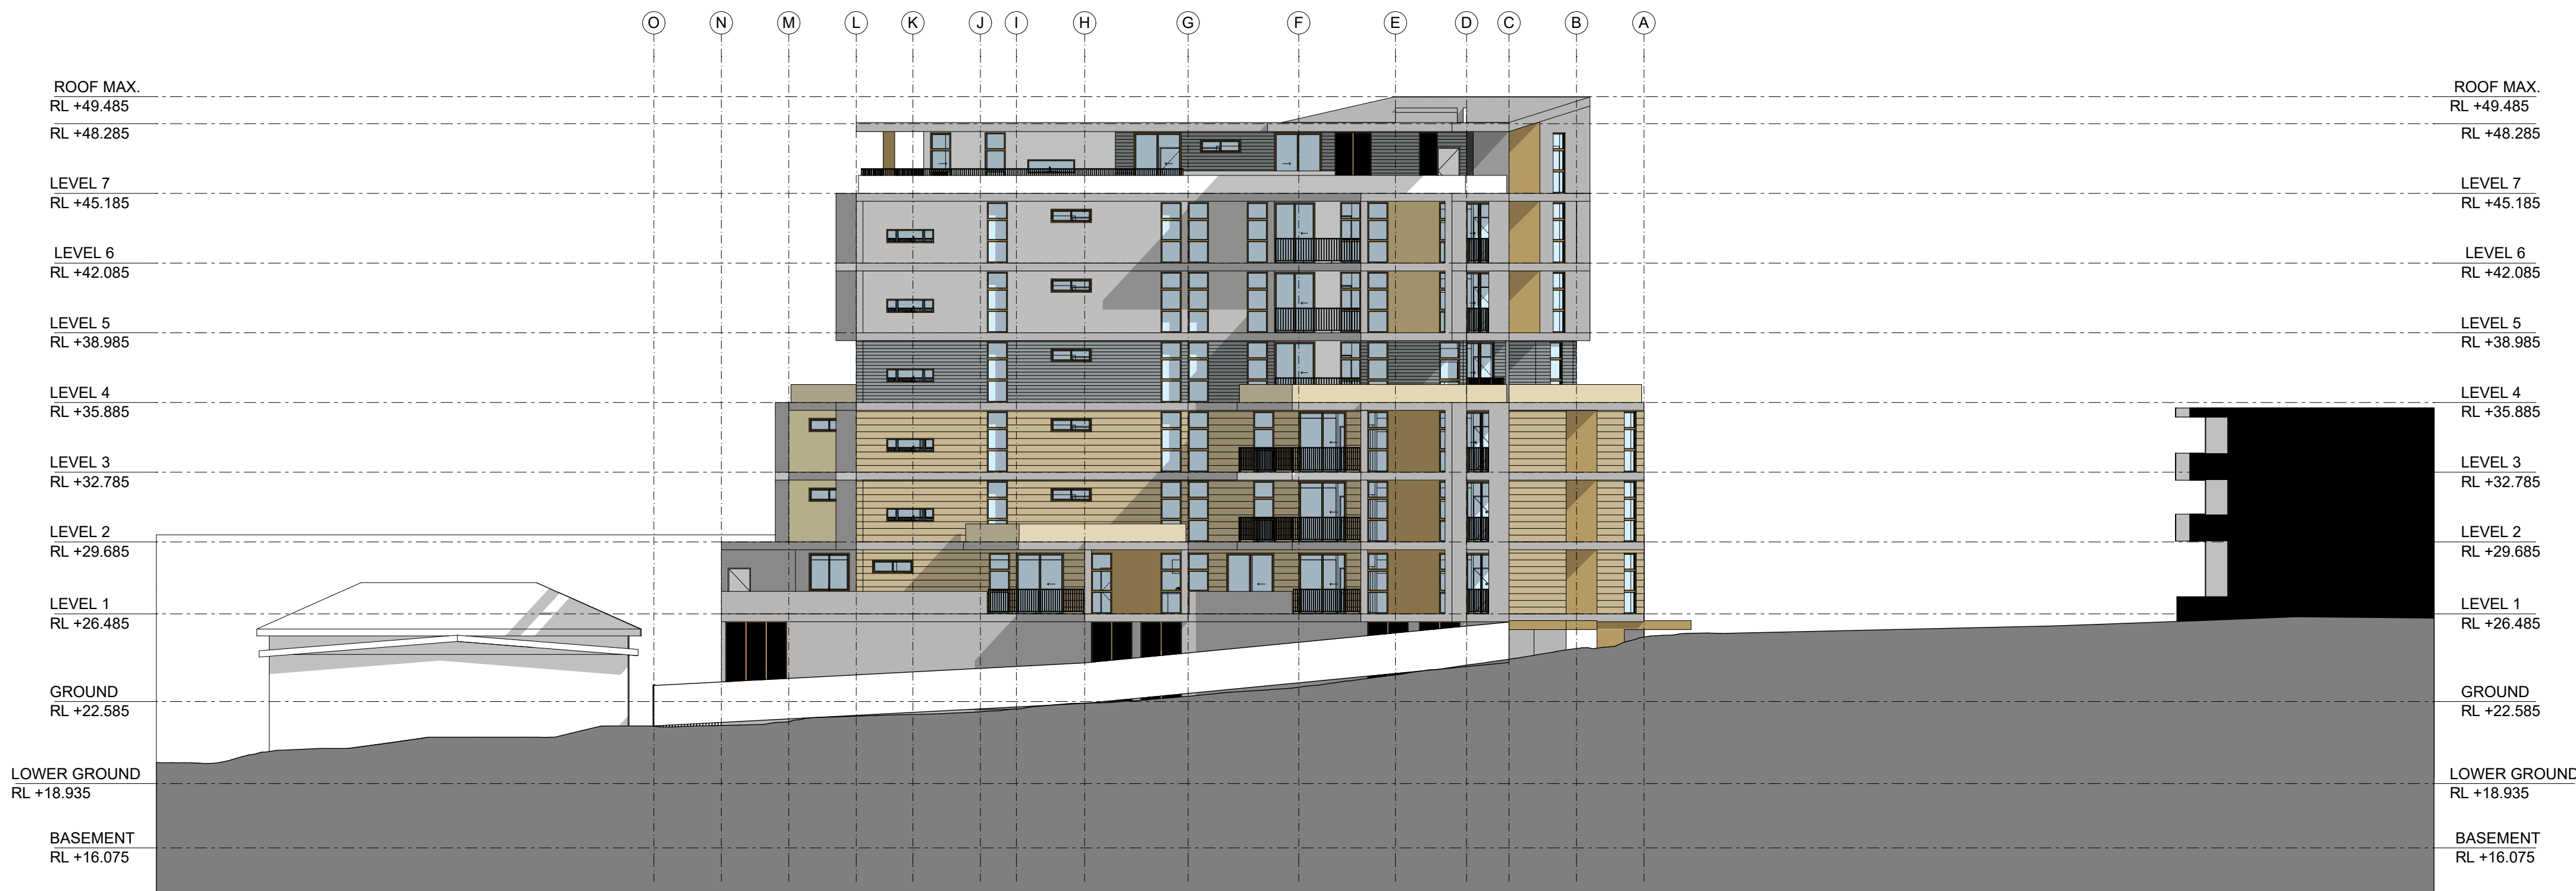 O N M L K J I H G F E D C B A
ROOF MAX. ROOF MAX.
RL +49.485 RL +49.485
RL +48.285 RL +48.285
LEVEL 7 LEVEL 7
RL +45.185 RL +45.185
LEVEL 6 LEVEL 6
RL +42.085 RL +42.085
LEVEL 5 LEVEL 5
RL +38.985 RL +38.985
LEVEL 4 LEVEL 4
RL +35.885 RL +35.885
LEVEL 3 LEVEL 3
RL +32.785 RL +32.785
LEVEL 2 LEVEL 2
RL +29.685 RL +29.685
LEVEL 1 LEVEL 1
RL +26.485 RL +26.485
GROUND GROUND
RL +22.585 RL +22.585
LOWER GROUND LOWER GROUND
RL +18.935 RL +18.935
BASEMENT BASEMENT
RL +16.075 RL +16.075